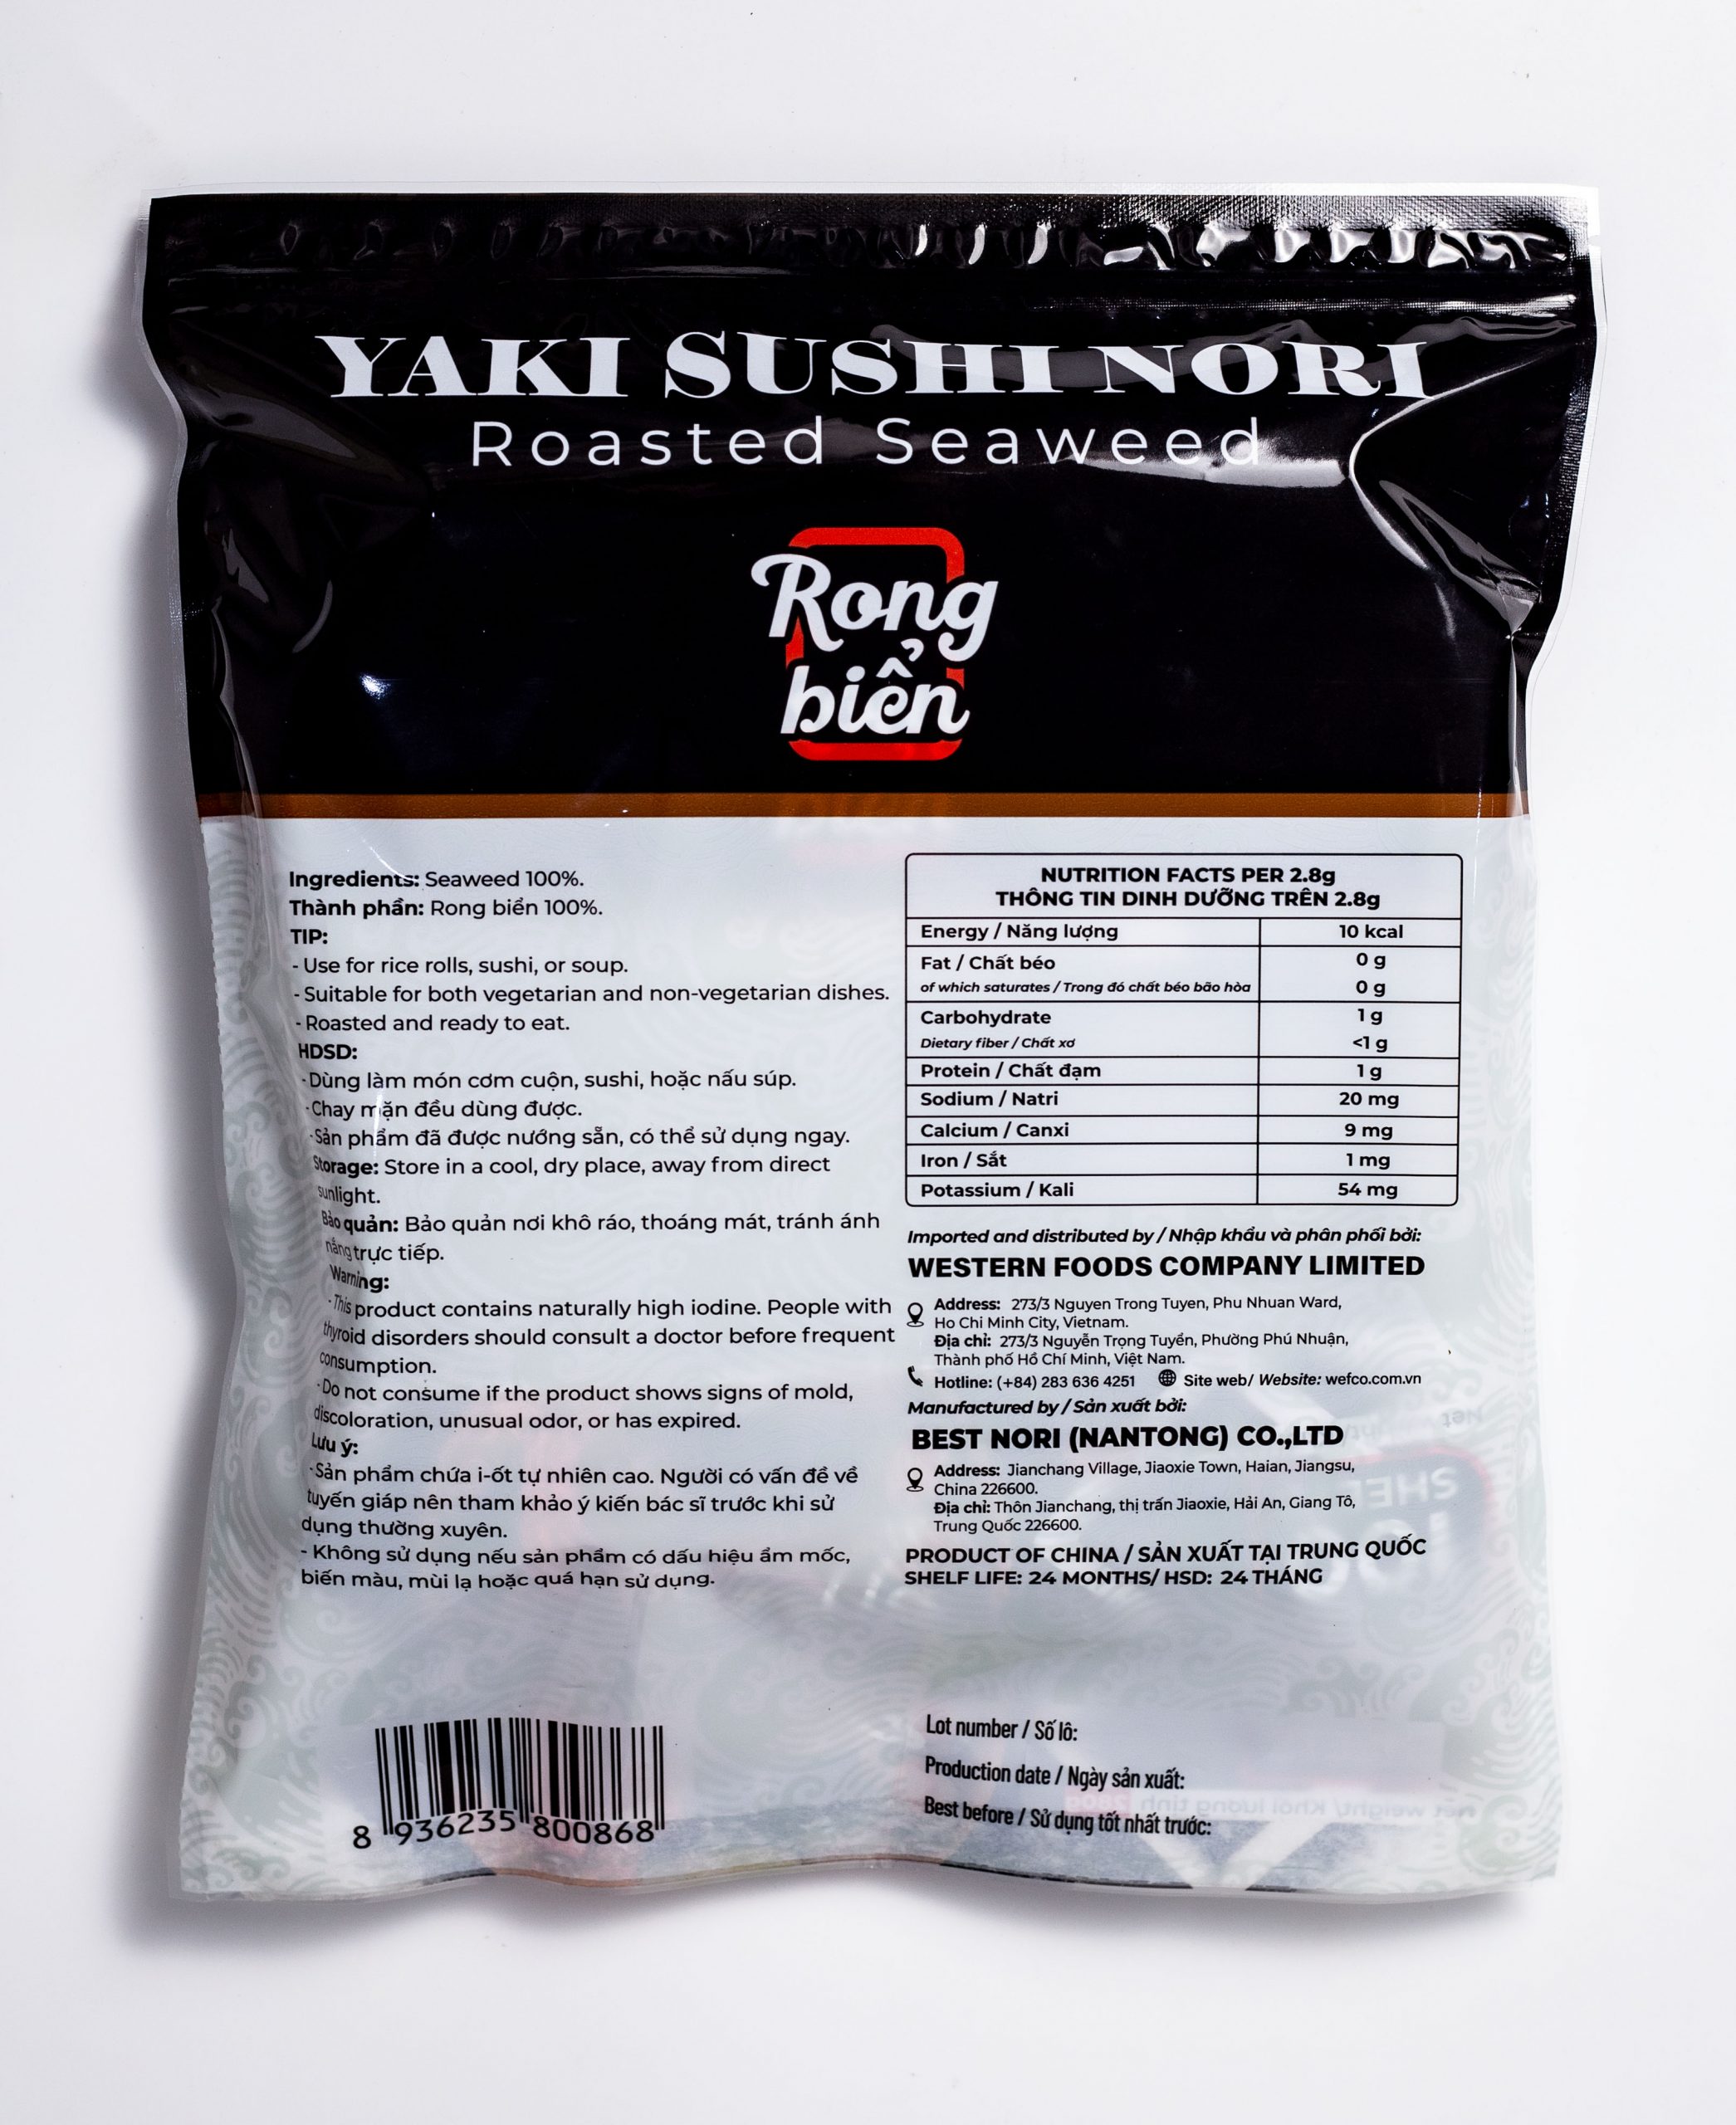 YAKI SUSHI NORI
Roasted Seaweed
Rong
biển
Ingredients: Seaweed 100%.
Thành phần: Rong biển 100%.
TIP:
- Use for rice rolls, sushi, or soup.
- Suitable for both vegetarian and non-vegetarian dishes.
- Roasted and ready to eat.
HDSD:
- Dùng làm món cơm cuộn, sushi, hoặc nấu súp.
- Chay mặn đều dùng được.
- Sản phẩm đã được nướng sẵn, có thể sử dụng ngay.
Storage: Store in a cool, dry place, away from direct
sunlight.
Bảo quản: Bảo quản nơi khô ráo, thoáng mát, tránh ánh
nắng trực tiếp.
Warning:
- This product contains naturally high iodine. People with
thyroid disorders should consult a doctor before frequent
consumption.
- Do not consume if the product shows signs of mold,
discoloration, unusual odor, or has expired.
Lưu ý:
- Sản phẩm chứa i-ốt tự nhiên cao. Người có vấn đề về
tuyến giáp nên tham khảo ý kiến bác sĩ trước khi sử
dụng thường xuyên.
- Không sử dụng nếu sản phẩm có dấu hiệu ẩm mốc,
biến màu, mùi lạ hoặc quá hạn sử dụng.
NUTRITION FACTS PER 2.8g
THÔNG TIN DINH DƯỠNG TRÊN 2.8g
Energy / Năng lượng 10 kcal
Fat / Chất béo 0 g
of which saturates / Trong đó chất béo bão hòa 0 g
Carbohydrate 1 g
Dietary fiber / Chất xơ <1 g
Protein / Chất đạm 1 g
Sodium / Natri 20 mg
Calcium / Canxi 9 mg
Iron / Sắt 1 mg
Potassium / Kali 54 mg
Imported and distributed by / Nhập khẩu và phân phối bởi:
WESTERN FOODS COMPANY LIMITED
Address: 273/3 Nguyen Trong Tuyen, Phu Nhuan Ward,
Ho Chi Minh City, Vietnam.
Địa chỉ: 273/3 Nguyễn Trọng Tuyển, Phường Phú Nhuận,
Thành phố Hồ Chí Minh, Việt Nam.
Hotline: (+84) 283 636 4251 Site web/ Website: wefco.com.vn
Manufactured by / Sản xuất bởi:
BEST NORI (NANTONG) CO.,LTD
Address: Jianchang Village, Jiaoxie Town, Haian, Jiangsu,
China 226600.
Địa chỉ: Thôn Jianchang, thị trấn Jiaoxie, Hải An, Giang Tô,
Trung Quốc 226600.
PRODUCT OF CHINA / SẢN XUẤT TẠI TRUNG QUỐC
SHELF LIFE: 24 MONTHS/ HSD: 24 THÁNG
8 936235 800868
Lot number / Số lô:
Production date / Ngày sản xuất:
Best before / Sử dụng tốt nhất trước: